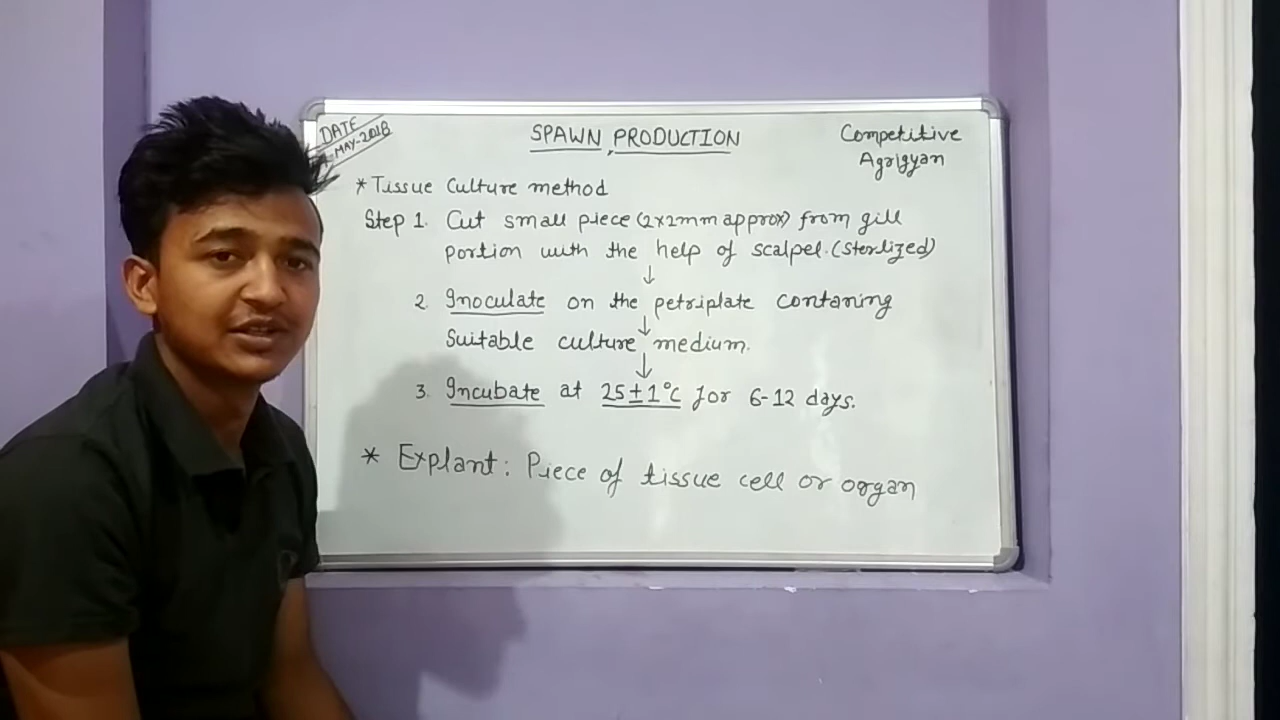 DATE
MAY-2018
SPAWN PRODUCTION
Competitive
Agrigyan
* Tissue Culture method
Step 1. Cut small piece (2x2mm approx) from gill
portion with the help of scalpel. (sterlized)
↓
2. Inoculate on the petriplate contaning
↓
Suitable culture medium.
↓
3. Incubate at 25±1°C for 6-12 days.
* Explant: Piece of tissue cell or organ